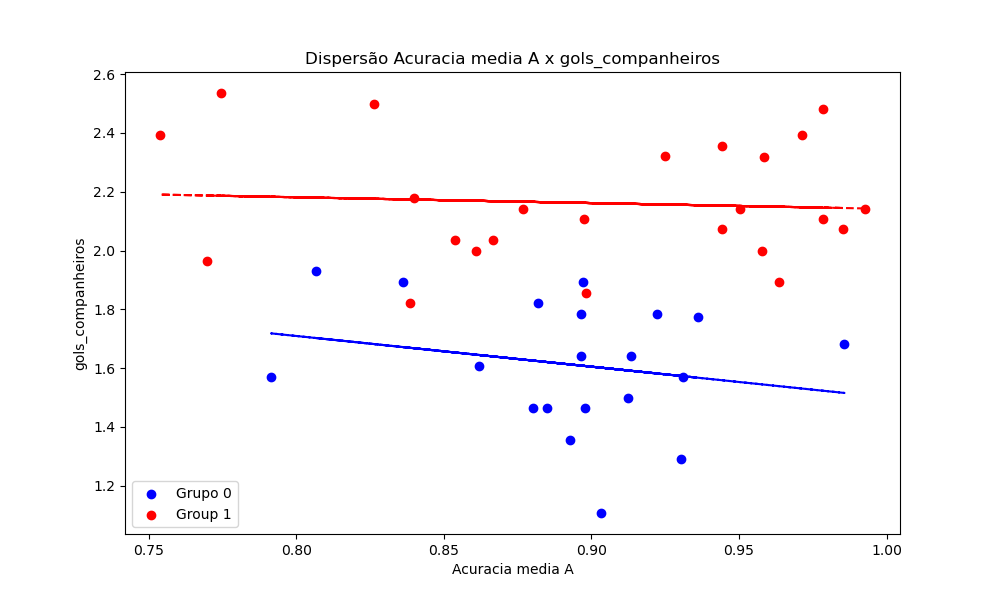 Dispersão Acuracia media A x gols_companheiros
2.6
2.4
2.2
2.0
1.8
1.6
1.4
1.2
gols_companheiros
Grupo 0
Group 1
0.75 0.80 0.85 0.90 0.95 1.00
Acuracia media A